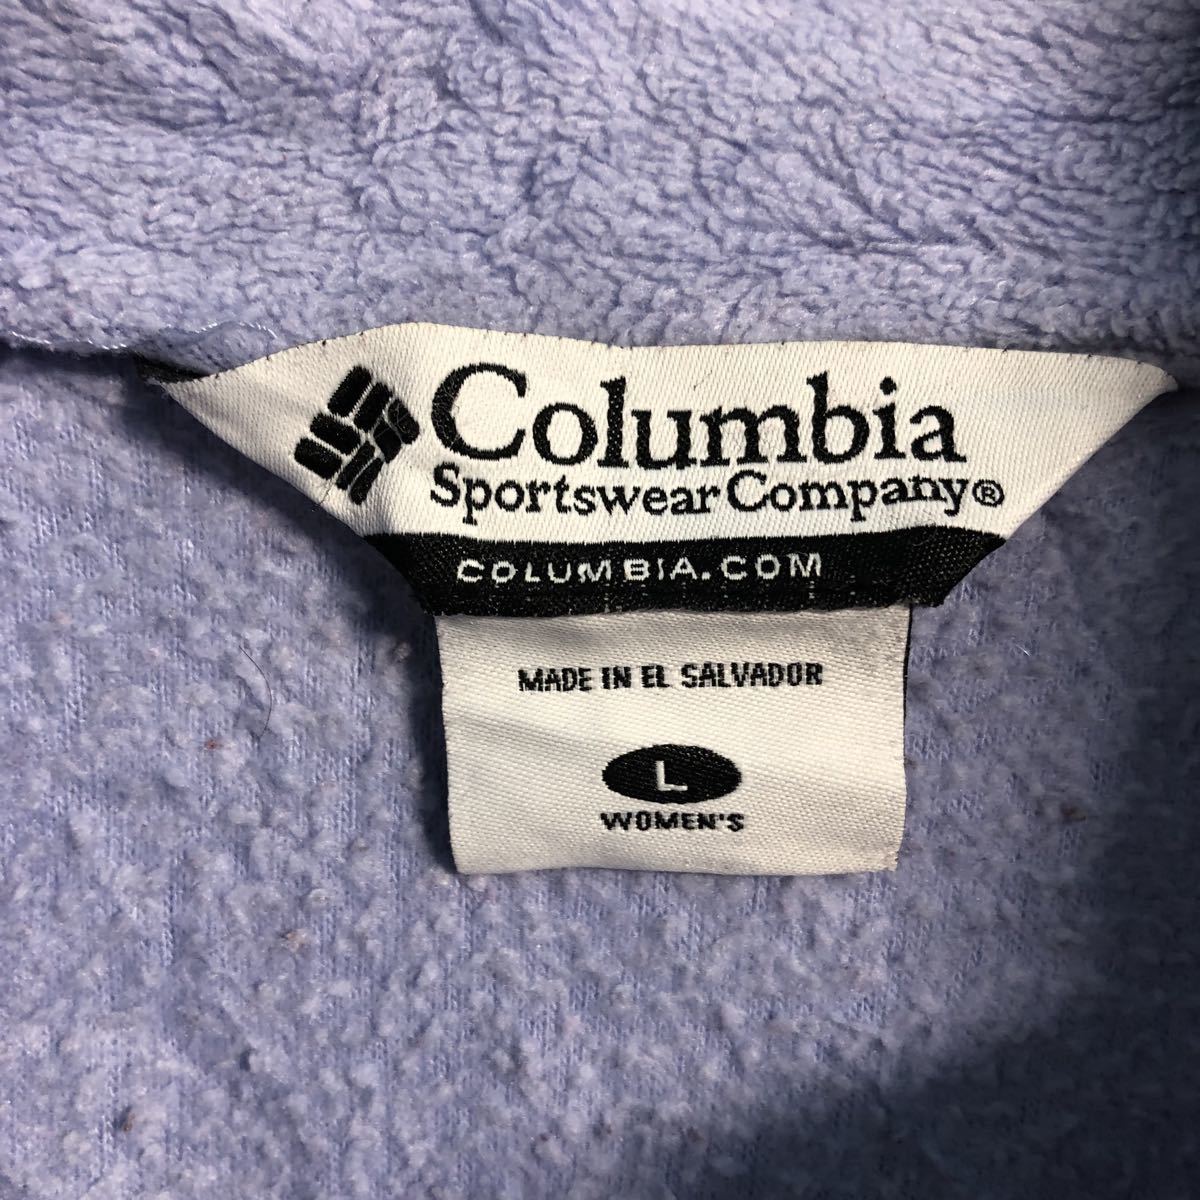 Columbia
Sportswear Company®
COLUMBIA.COM
MADE IN EL SALVADOR
L
WOMEN'S